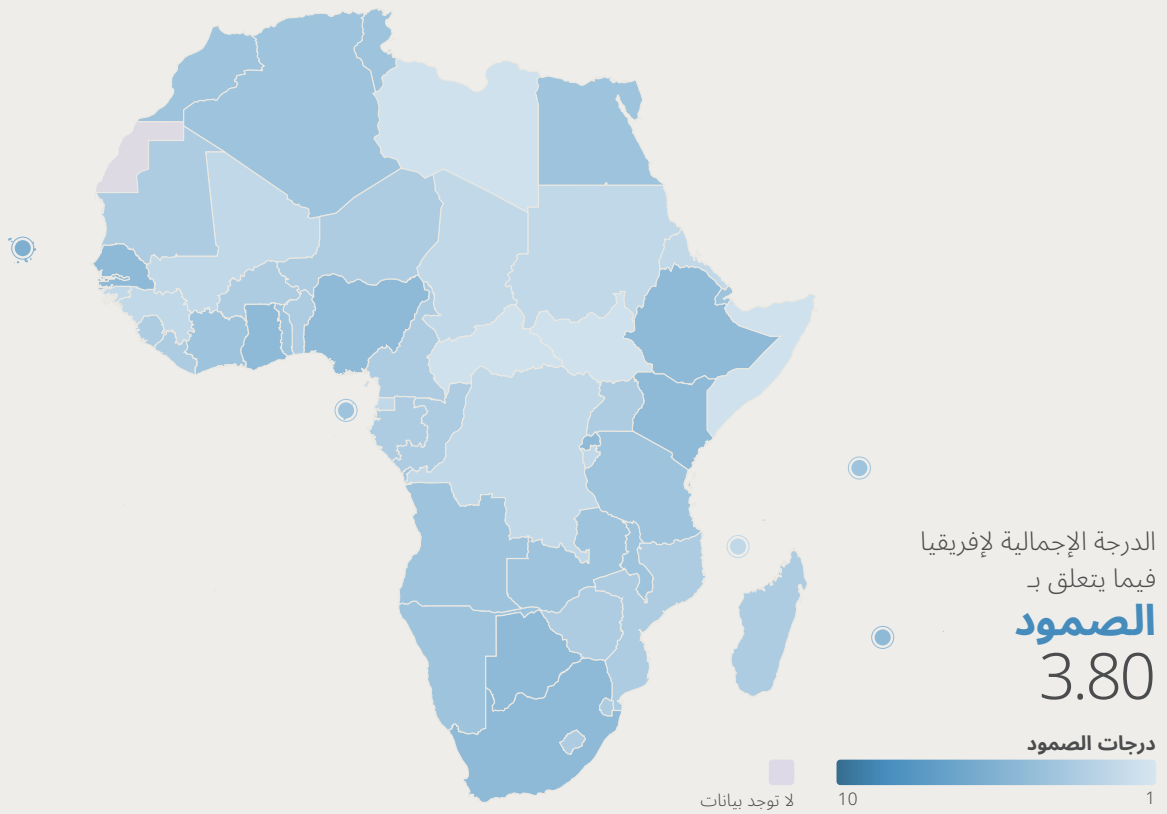 الدرجة الإجمالية لإفريقيا
فيما يتعلق بـ
الصمود
3.80
درجات الصمود
1
10
لا توجد بيانات